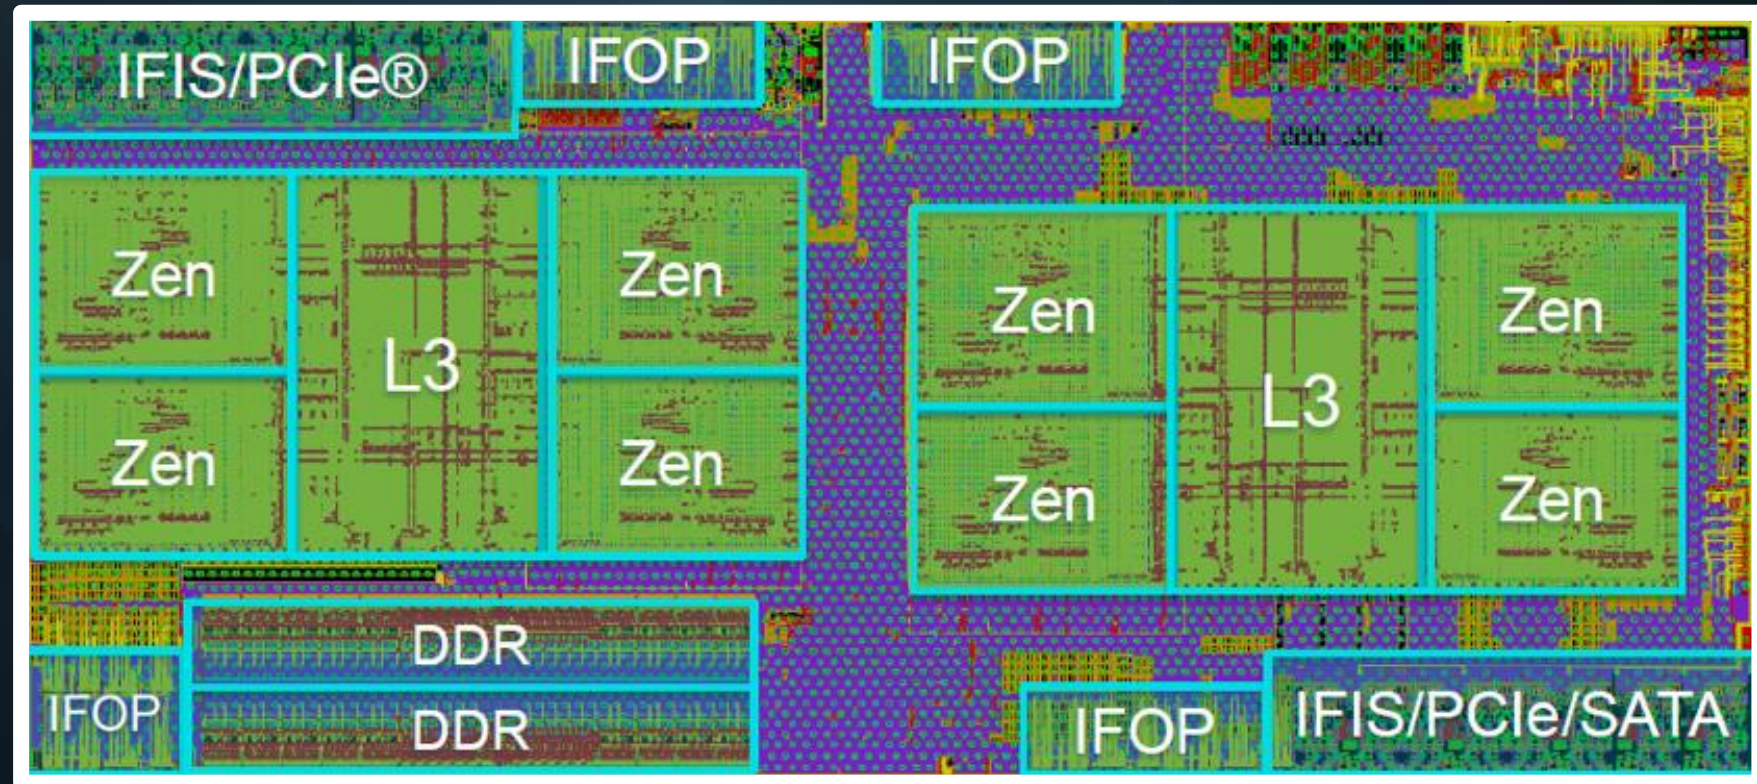 IFIS/PCIe®
IFOP
IFOP
Zen
Zen
L3
Zen
Zen
Zen
Zen
L3
Zen
Zen
DDR
DDR
IFOP
IFOP
IFIS/PCIe/SATA